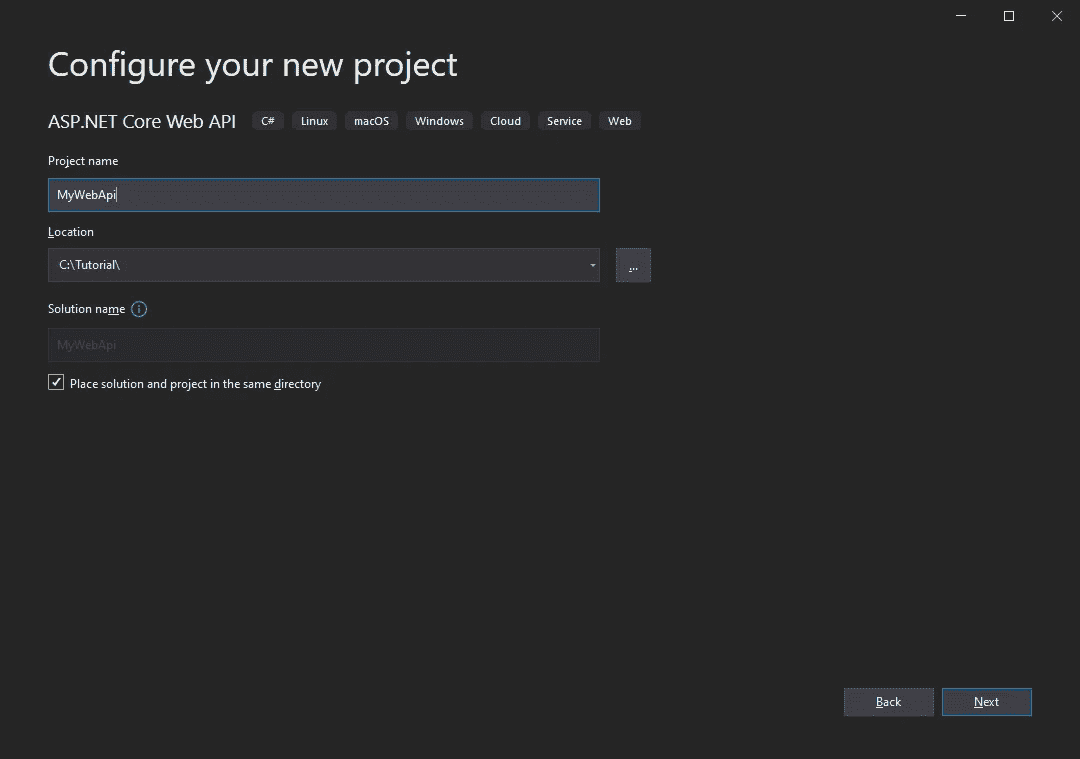 Configure your new project
ASP.NET Core Web API C# Linux macOS Windows Cloud Service Web
Project name
MyWebApi
Location
C:\Tutorial\
...
Solution name
MyWebApi
Place solution and project in the same directory
Back Next